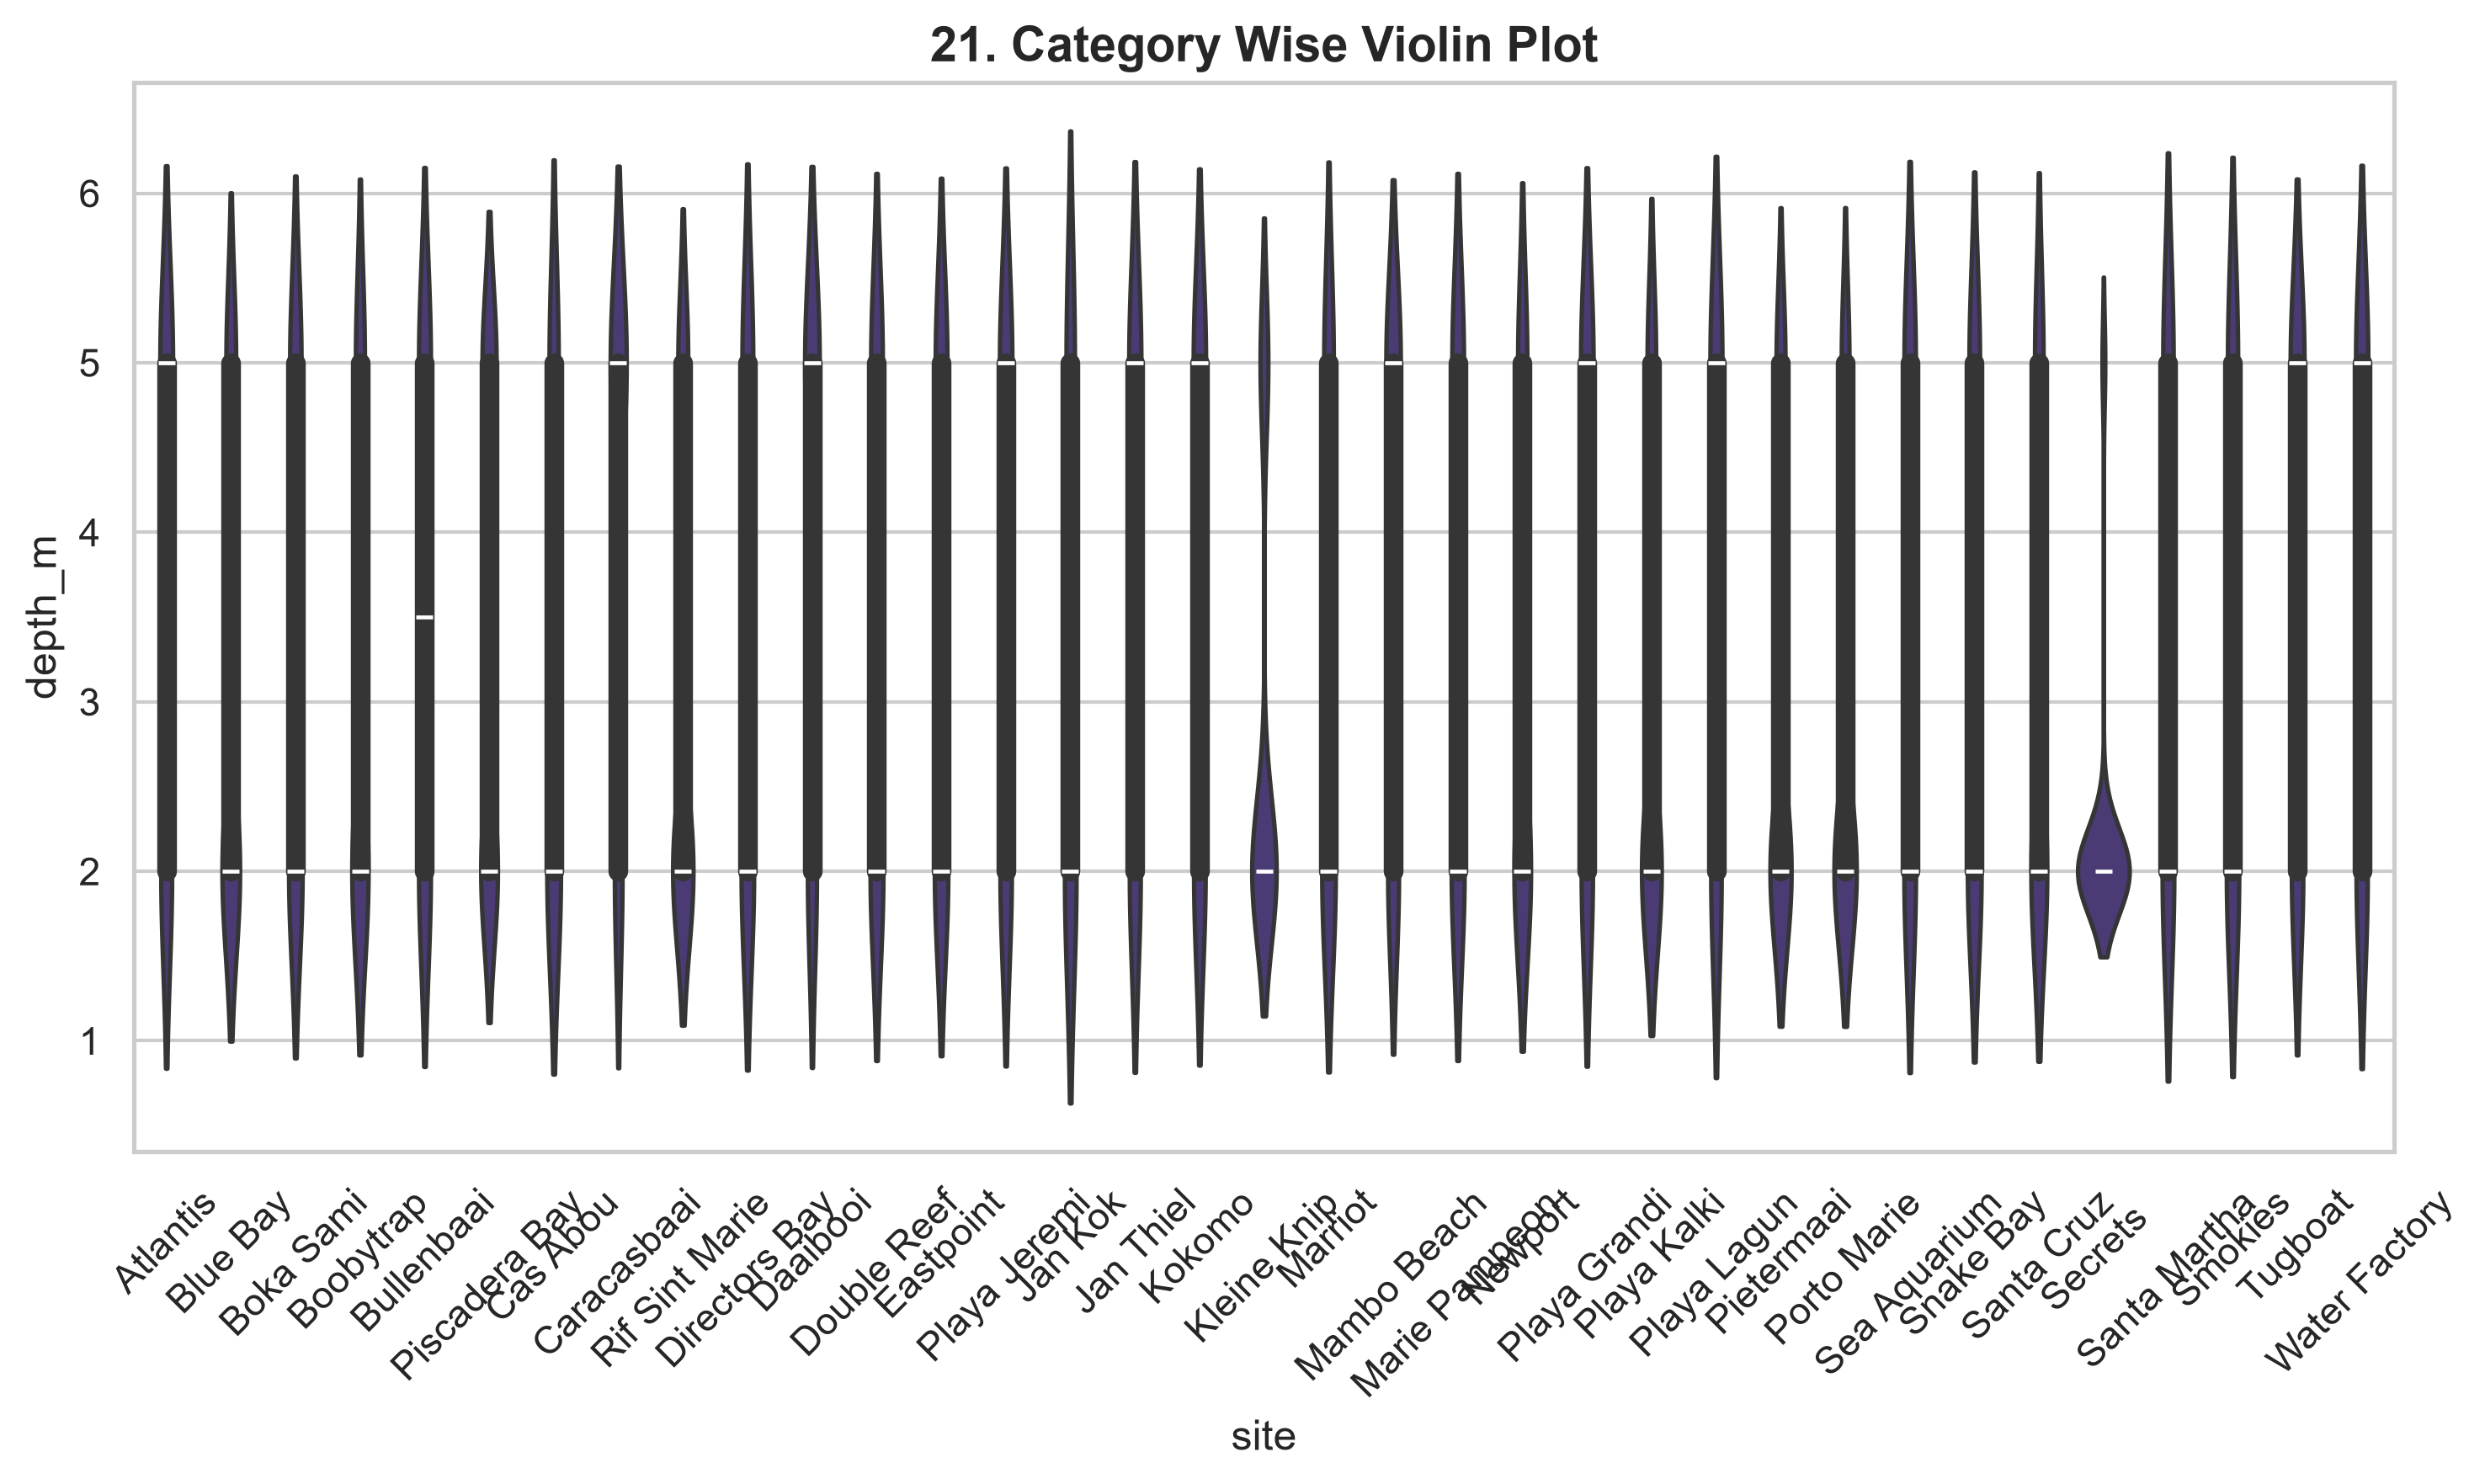 21. Category Wise Violin Plot
depth_m
6
5
4
3
2
1
Atlantis
Blue Bay
Boka Sami
Boobytrap
Bullenbaai
Piscadera Bay
Cas Abou
Caracasbaai
Rif Sint Marie
Directors Bay
Daaibooi
Double Reef
Eastpoint
Playa Jeremi
Jan Kok
Jan Thiel
Kokomo
Kleine Knip
Marriot
Mambo Beach
Marie Pampoen
Newport
Playa Grandi
Playa Kalki
Playa Lagun
Pietermaai
Porto Marie
Sea Aquarium
Snake Bay
Santa Cruz
Secrets
Santa Martha
Smokies
Tugboat
Water Factory
site